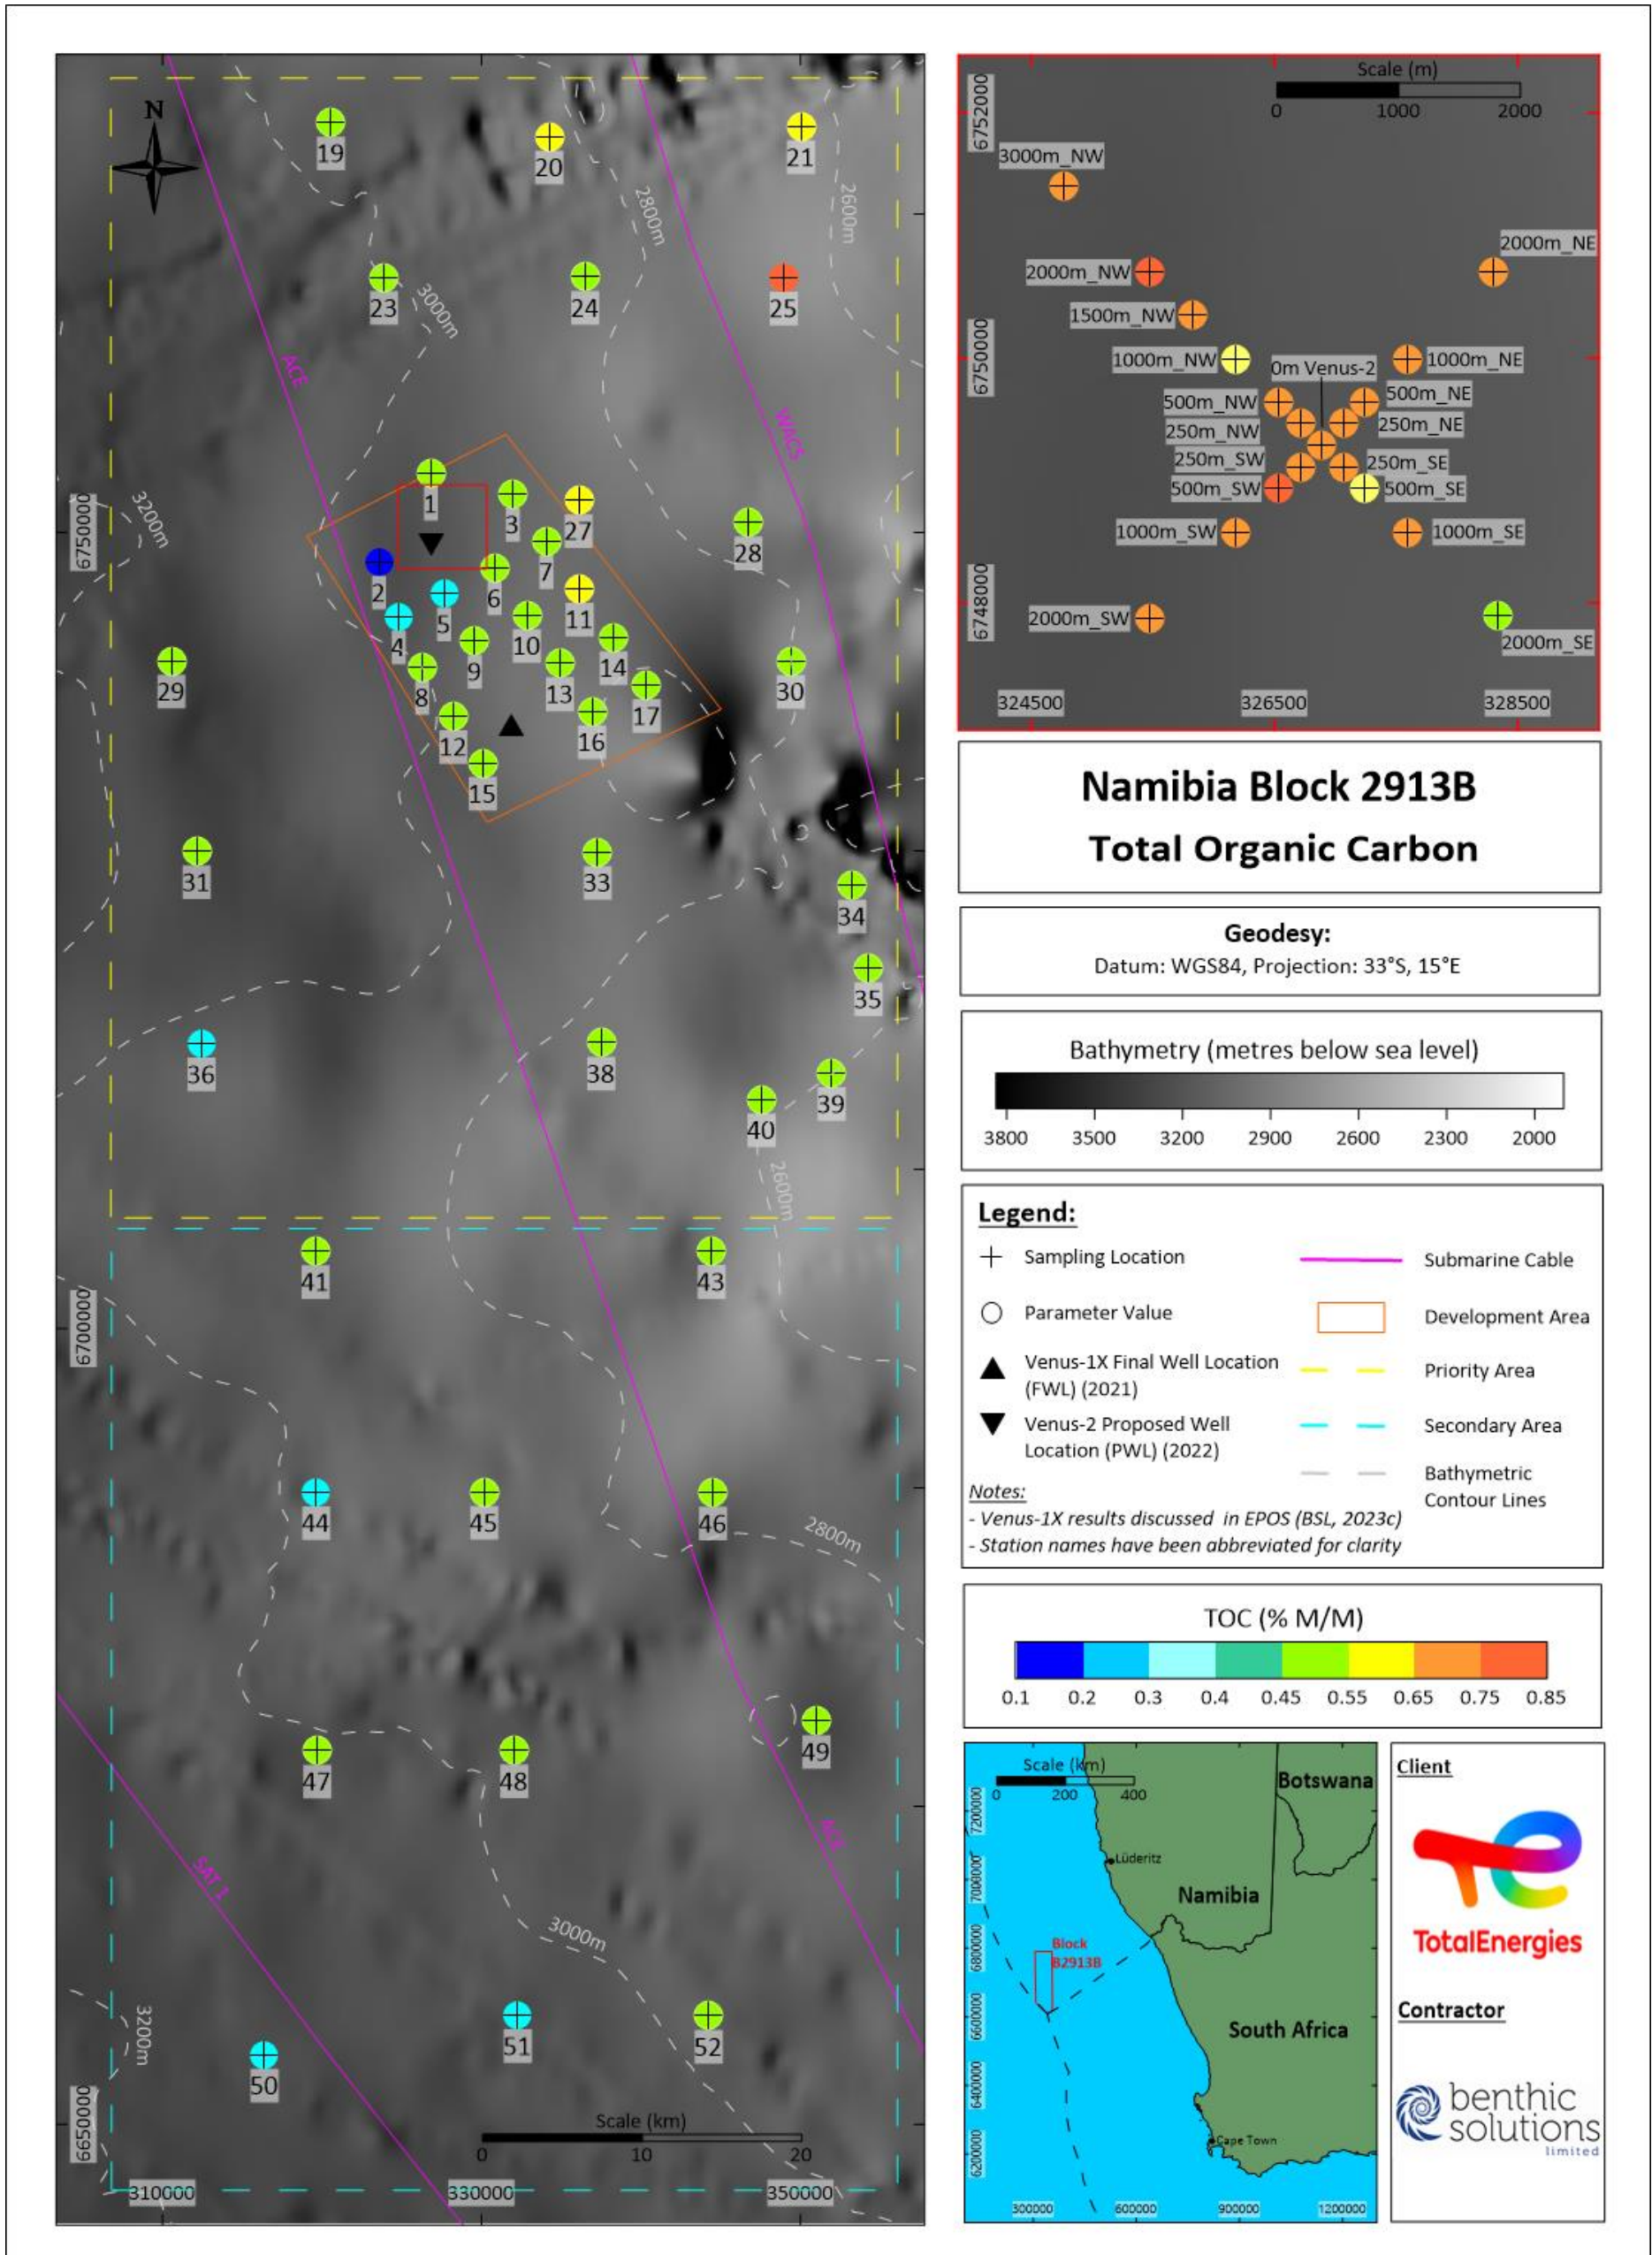 N
19
20
21
2800m
2600m
23
24
25
3000m
ACE
WACS
1
3
27
28
3200m
6750000
2
5
6
7
11
4
9
10
14
29
8
13
30
12
16
17
15
31
33
34
35
36
38
39
40
2600m
41
43
6700000
44
45
46
2800m
47
48
49
ACE
SAT 1
3000m
3200m
50
51
52
6650000
Scale (km)
0 10 20
310000 330000 350000
Scale (m)
0 1000 2000
6752000
3000m_NW
2000m_NE
2000m_NW
1500m_NW
6750000
1000m_NW
0m Venus-2
1000m_NE
500m_NW
500m_NE
250m_NW
250m_NE
250m_SW
250m_SE
500m_SW
500m_SE
1000m_SW
1000m_SE
6748000
2000m_SW
2000m_SE
324500 326500 328500
Namibia Block 2913B
Total Organic Carbon
Geodesy:
Datum: WGS84, Projection: 33°S, 15°E
Bathymetry (metres below sea level)
3800 3500 3200 2900 2600 2300 2000
Legend:
Sampling Location
Submarine Cable
Parameter Value
Development Area
Venus-1X Final Well Location
(FWL) (2021)
Priority Area
Venus-2 Proposed Well
Location (PWL) (2022)
Secondary Area
Bathymetric
Contour Lines
Notes:
- Venus-1X results discussed in EPOS (BSL, 2023c)
- Station names have been abbreviated for clarity
TOC (% M/M)
0.1 0.2 0.3 0.4 0.45 0.55 0.65 0.75 0.85
Scale (km)
0 200 400
Botswana
7200000
Lüderitz
7000000
Namibia
6800000
Block
B2913B
6600000
South Africa
6400000
Cape Town
6200000
300000 600000 900000 1200000
Client
TotalEnergies
Contractor
benthic
solutions
limited